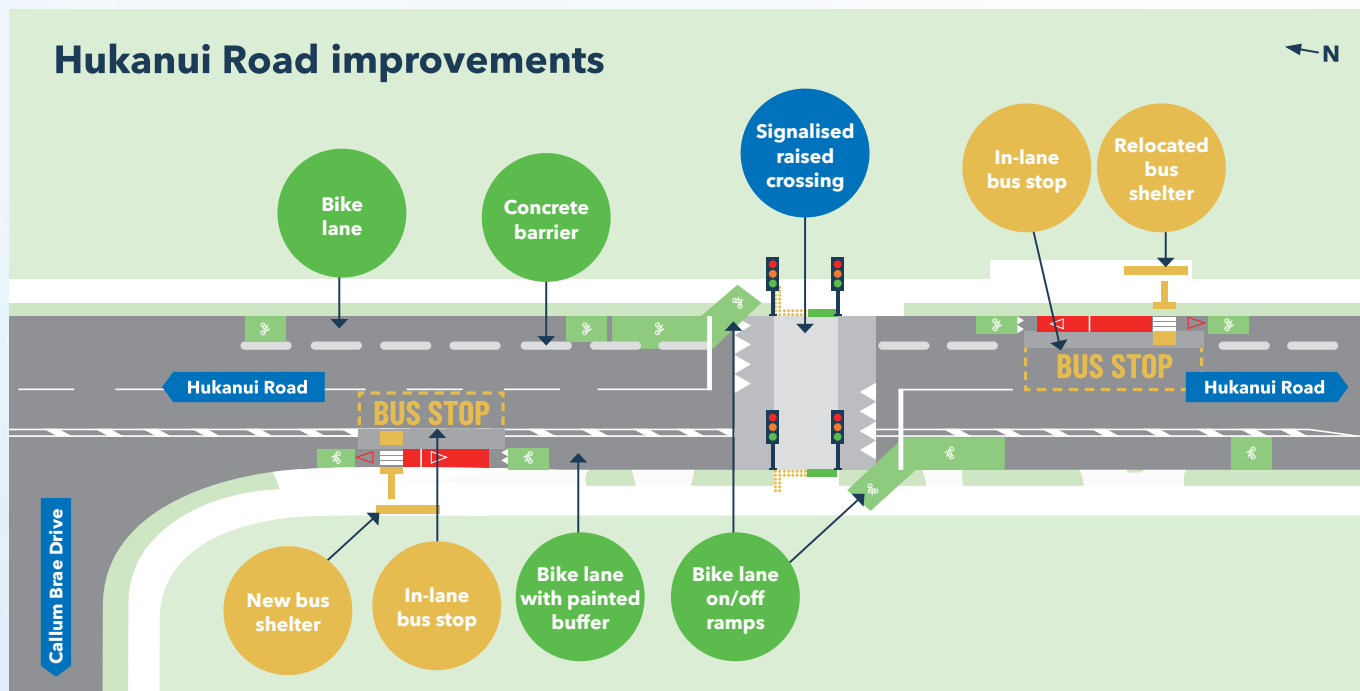 Hukanui Road improvements
N
Signalised
raised
crossing
In-lane
bus stop
Relocated
bus
shelter
Bike
lane
Concrete
barrier
Hukanui Road
BUS STOP
BUS STOP
Hukanui Road
Callum Brae Drive
New bus
shelter
In-lane
bus stop
Bike lane
with painted
buffer
Bike lane
on/off
ramps